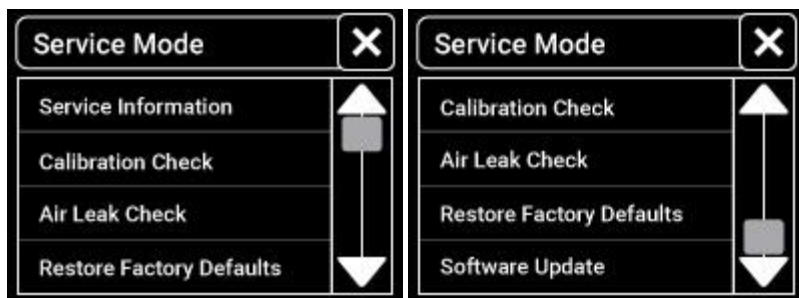 Service Mode
Service Information
Calibration Check
Air Leak Check
Restore Factory Defaults
Service Mode
Calibration Check
Air Leak Check
Restore Factory Defaults
Software Update